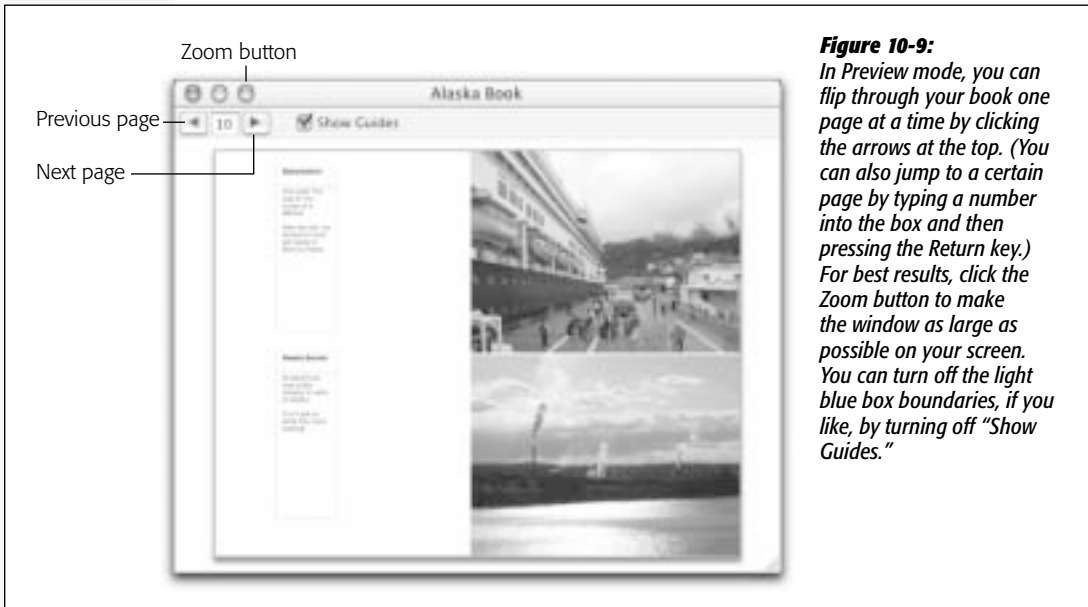 Zoom button
Alaska Book
Previous page
10
Show Guides
Next page
Figure 10-9:
In Preview mode, you can
flip through your book one
page at a time by clicking
the arrows at the top. (You
can also jump to a certain
page by typing a number
into the box and then
pressing the Return key.)
For best results, click the
Zoom button to make
the window as large as
possible on your screen.
You can turn off the light
blue box boundaries, if you
like, by turning off “Show
Guides.”